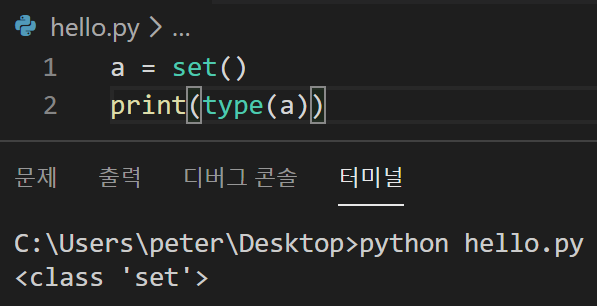 hello.py > ...
1 a = set()
2 print(type(a))
문제 출력 디버그 콘솔 터미널
C:\Users\peter\Desktop>python hello.py
<class 'set'>